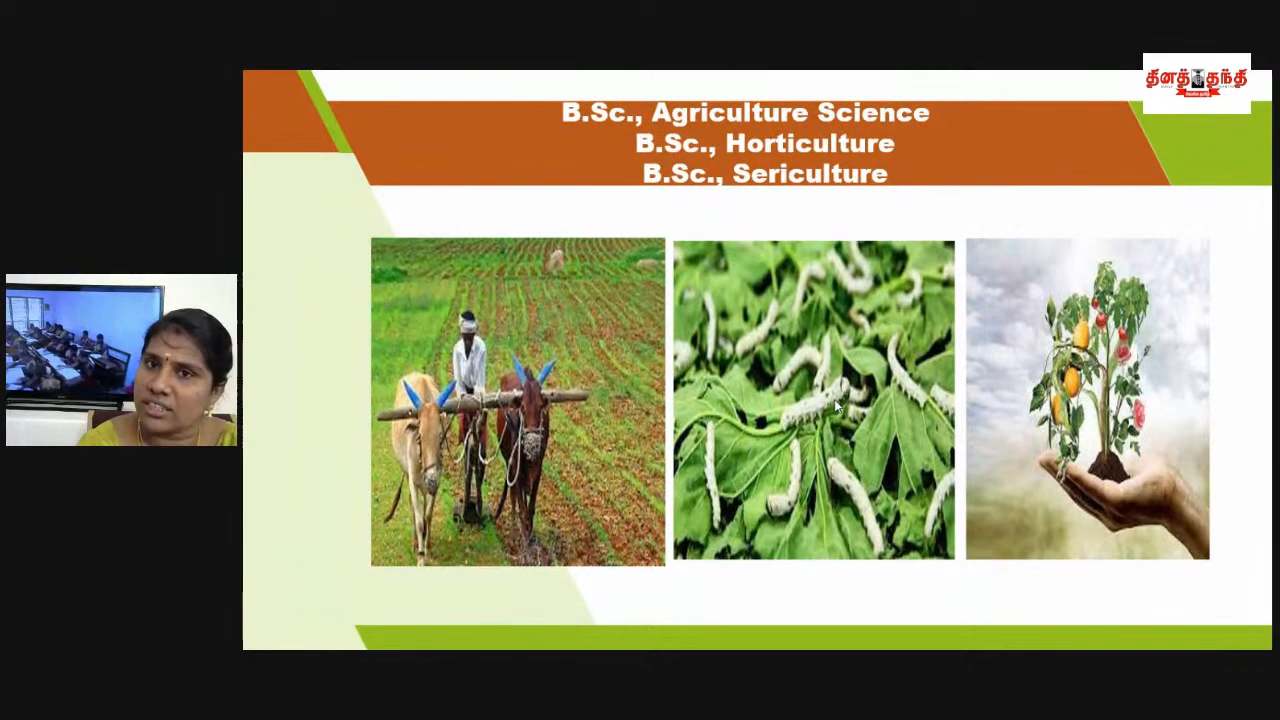 தினத்தந்தி
B.Sc., Agriculture Science
B.Sc., Horticulture
B.Sc., Sericulture